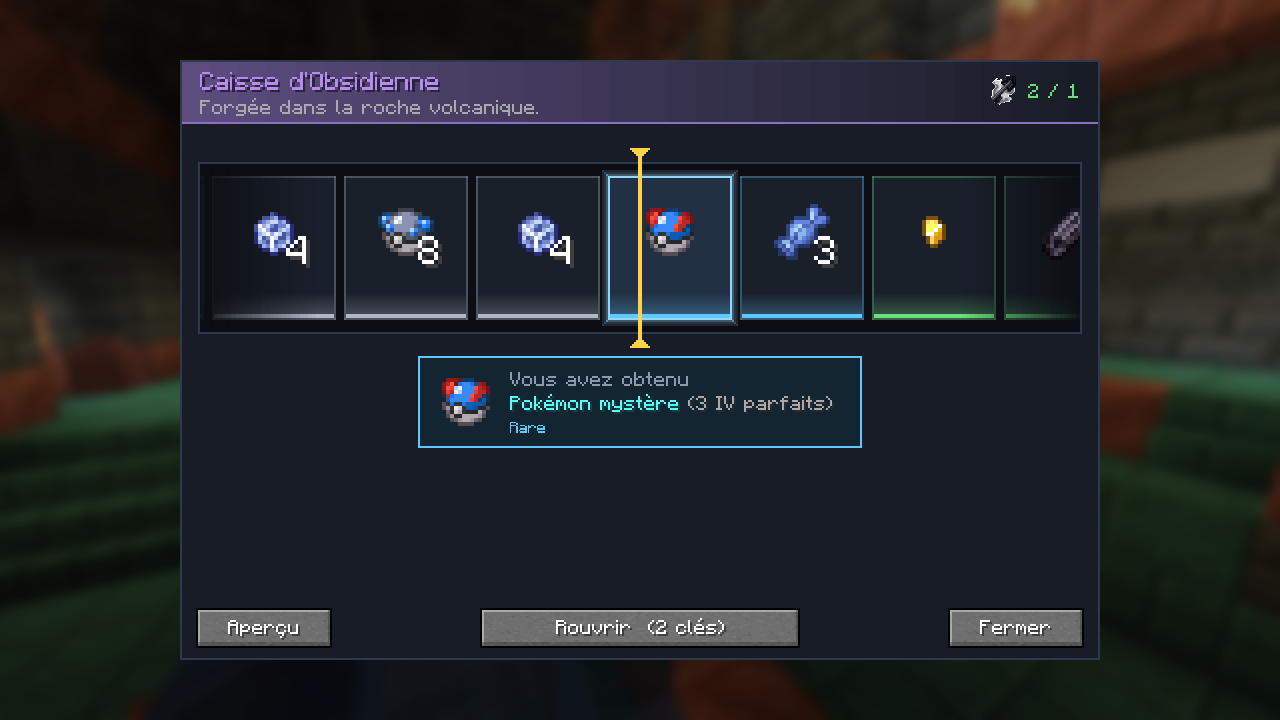 Caisse d'Obsidienne
Forgée dans la roche volcanique.
2 / 1
4
8
4
3
Vous avez obtenu
Pokémon mystère (3 IV parfaits)
Rare
Aperçu
Rouvrir (2 clés)
Fermer